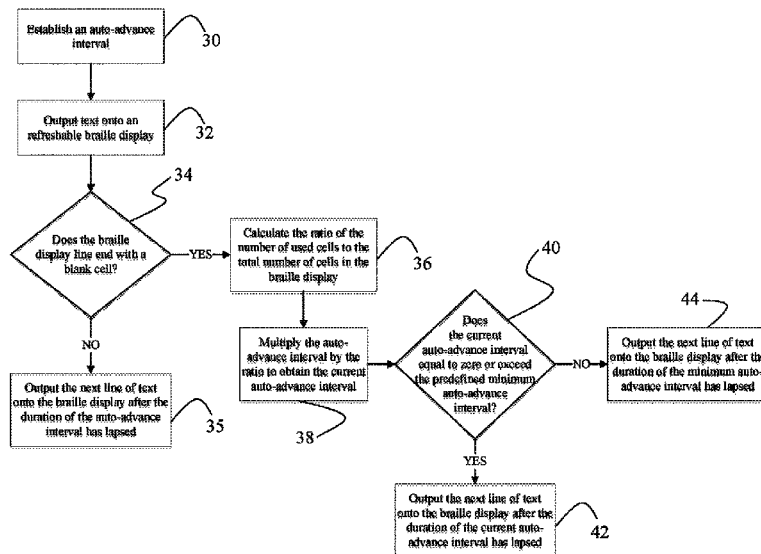 Establish an auto-advance
interval
30
Output text onto an
refreshable braille display
32
34
Does the braille
display line end with a
blank cell?
YES
NO
Output the next line of text
onto the braille display after the
duration of the auto-advance
interval has lapsed
35
Calculate the ratio of the
number of used cells to the
total number of cells in the
braille display
36
Multiply the auto-
advance interval by the
ratio to obtain the current
auto-advance interval
38
40
Does
the current
auto-advance interval
equal to zero or exceed
the predefined minimum
auto-advance
interval?
NO
YES
44
Output the next line of text
onto the braille display after the
duration of the minimum auto-
advance interval has lapsed
Output the next line of text
onto the braille display after the
duration of the current auto-
advance interval has lapsed
42